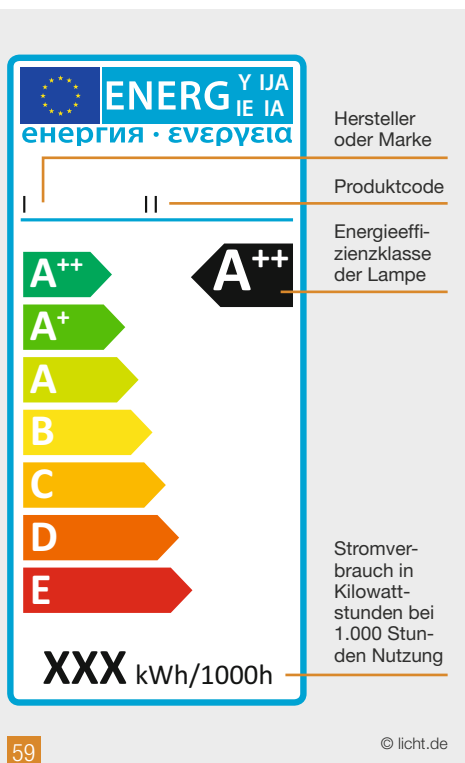 ENERG Y IJA
IE IA
енергия · ενεργεια
Hersteller
oder Marke
I II
Produktcode
Energieeffi-
zienzklasse
der Lampe
A++
A++
A+
A
B
C
D
E
Stromver-
brauch in
Kilowatt-
stunden bei
1.000 Stun-
den Nutzung
XXX kWh/1000h
59
© licht.de